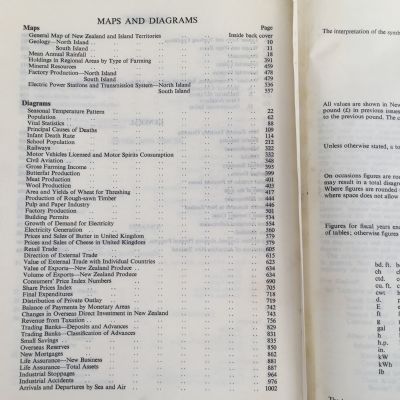 MAPS AND DIAGRAMS
Maps Page
General Map of New Zealand and Island Territories Inside back cover
Geology—North Island 10
South Island 11
Mean Annual Rainfall 18
Holdings in Regional Areas by Type of Farming 391
Mineral Resources 459
Factory Production—North Island 478
South Island 479
Electric Power Stations and Transmission System—North Island 556
South Island 557
Diagrams
Seasonal Temperature Pattern 22
Population 62
Vital Statistics 88
Principal Causes of Deaths 109
Infant Death Rate 114
School Population 212
Railways 322
Motor Vehicles Licensed and Motor Spirits Consumption 332
Civil Aviation 348
Gross Farming Income 395
Butterfat Production 399
Meat Production 401
Wool Production 403
Area and Yields of Wheat for Threshing 417
Production of Rough-sawn Timber 444
Pulp and Paper Industry 446
Factory Production 501
Building Permits 534
Growth of Demand for Electricity 554
Electricity Generation 560
Prices and Sales of Butter in United Kingdom 579
Prices and Sales of Cheese in United Kingdom 579
Retail Trade 605
Direction of External Trade 615
Value of External Trade with Individual Countries 623
Value of Exports—New Zealand Produce 634
Volume of Exports—New Zealand Produce 634
Consumers' Price Index Numbers 690
Share Prices Index 705
Final Expenditures 718
Distribution of Private Outlay 719
Balance of Payments by Monetary Areas 742
Changes in Overseas Direct Investment in New Zealand 743
Revenue from Taxation 756
Trading Banks—Deposits and Advances 829
Trading Banks—Classification of Advances 831
Small Savings 835
Overseas Reserves 850
New Mortgages 862
Life Assurance—New Business 881
Life Assurance—Total Assets 887
Industrial Stoppages 964
Industrial Accidents 976
Arrivals and Departures by Sea and Air 1002
The interpretation of the symb
All values are shown in New
pound (£) in previous issues
to the previous pound. The c
Unless otherwise stated, a to
On occasions figures are r
may result in a total disagr
Where figures are rounded
where space does not allow
Figures for fiscal years end
of tables; otherwise figures
bd. ft.
ch
ctd.
cu. ft.
cwt
d.
E
ft
g
gal
h
h.p.
in.
kW
kWh
kg
lb